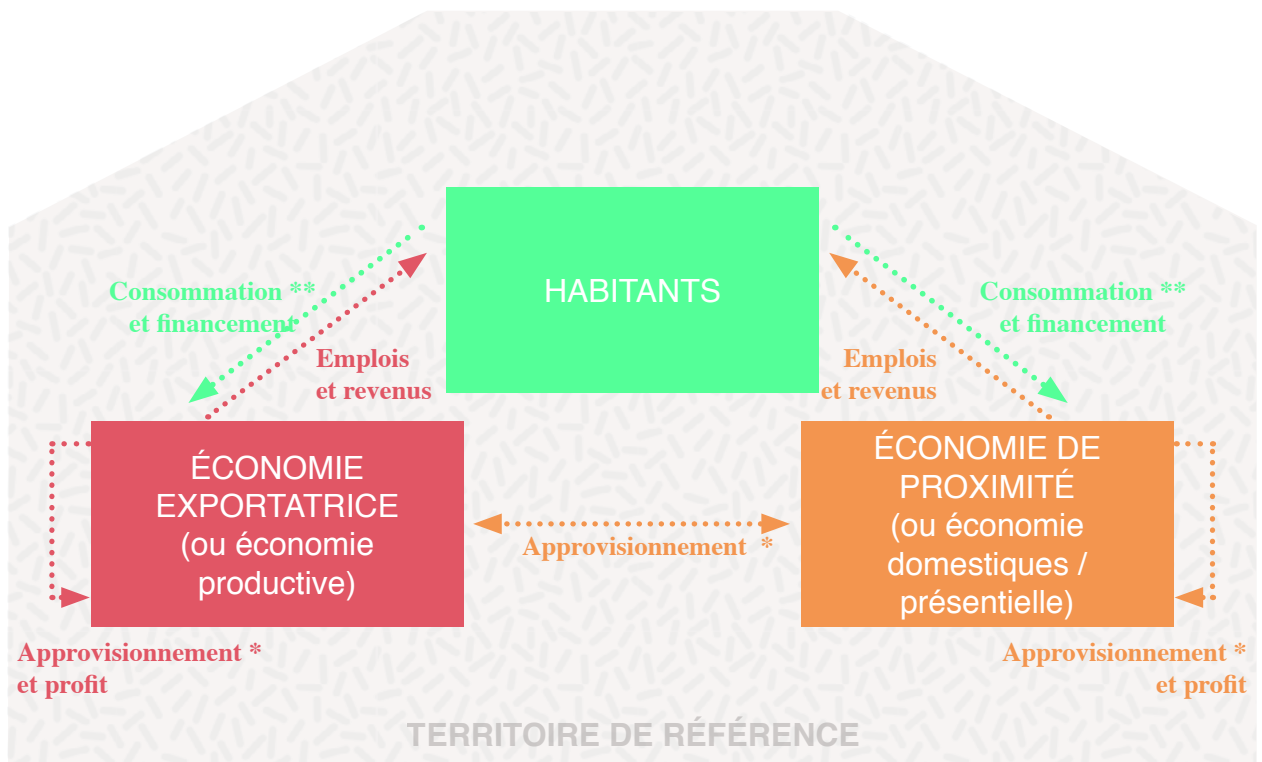 HABITANTS
Consommation **
et financement
Emplois
et revenus
Consommation **
et financement
Emplois
et revenus
ÉCONOMIE
EXPORTATRICE
(ou économie
productive)
Approvisionnement *
ÉCONOMIE DE
PROXIMITÉ
(ou économie
domestiques /
présentielle)
Approvisionnement *
et profit
Approvisionnement *
et profit
TERRITOIRE DE RÉFÉRENCE